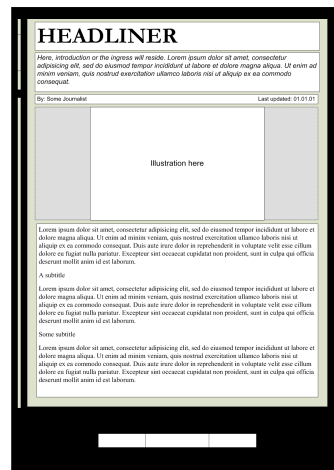 HEADLINER
Here, introduction or the ingress will reside. Lorem ipsum dolor sit amet, consectetur
adipisicing elit, sed do eiusmod tempor incididunt ut labore et dolore magna aliqua. Ut enim ad
minim veniam, quis nostrud exercitation ullamco laboris nisi ut aliquip ex ea commodo
consequat.
By: Some Journalist
Last updated: 01.01.01
Illustration here
Lorem ipsum dolor sit amet, consectetur adipisicing elit, sed do eiusmod tempor incididunt ut labore et
dolore magna aliqua. Ut enim ad minim veniam, quis nostrud exercitation ullamco laboris nisi ut
aliquip ex ea commodo consequat. Duis aute irure dolor in reprehenderit in voluptate velit esse cillum
dolore eu fugiat nulla pariatur. Excepteur sint occaecat cupidatat non proident, sunt in culpa qui officia
deserunt mollit anim id est laborum.
A subtitle
Lorem ipsum dolor sit amet, consectetur adipisicing elit, sed do eiusmod tempor incididunt ut labore et
dolore magna aliqua. Ut enim ad minim veniam, quis nostrud exercitation ullamco laboris nisi ut
aliquip ex ea commodo consequat. Duis aute irure dolor in reprehenderit in voluptate velit esse cillum
dolore eu fugiat nulla pariatur. Excepteur sint occaecat cupidatat non proident, sunt in culpa qui officia
deserunt mollit anim id est laborum.
Some subtitle
Lorem ipsum dolor sit amet, consectetur adipisicing elit, sed do eiusmod tempor incididunt ut labore et
dolore magna aliqua. Ut enim ad minim veniam, quis nostrud exercitation ullamco laboris nisi ut
aliquip ex ea commodo consequat. Duis aute irure dolor in reprehenderit in voluptate velit esse cillum
dolore eu fugiat nulla pariatur. Excepteur sint occaecat cupidatat non proident, sunt in culpa qui officia
deserunt mollit anim id est laborum.